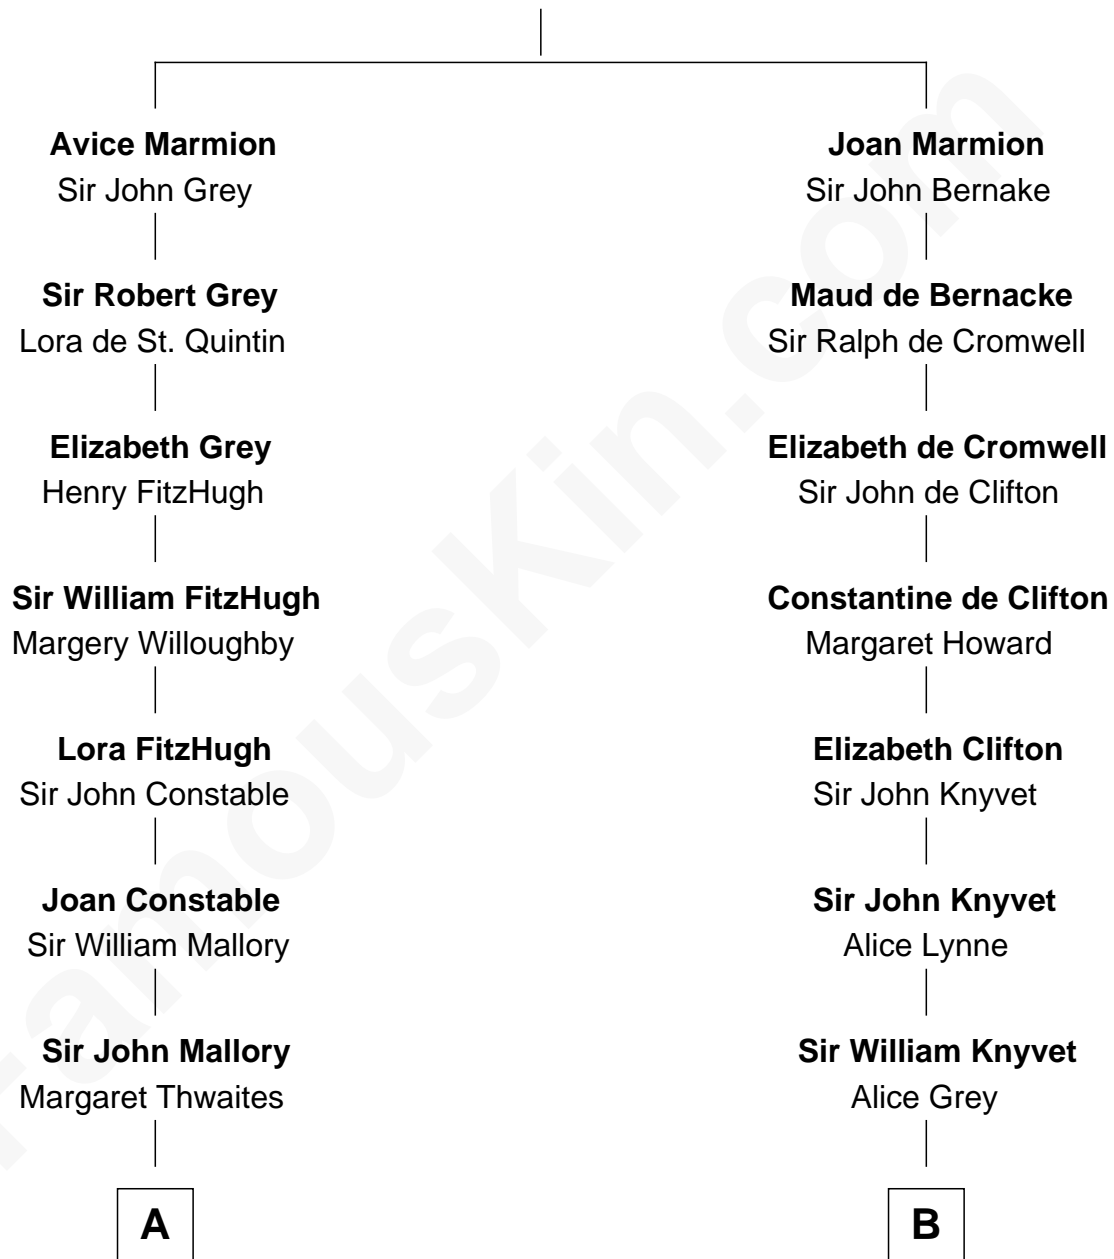 Avice Marmion
Sir John Grey
Sir Robert Grey
Lora de St. Quintin
Elizabeth Grey
Henry FitzHugh
Sir William FitzHugh
Margery Willoughby
Lora FitzHugh
Sir John Constable
Joan Constable
Sir William Mallory
Sir John Mallory
Margaret Thwaites
A
Joan Marmion
Sir John Bernake
Maud de Bernacke
Sir Ralph de Cromwell
Elizabeth de Cromwell
Sir John de Clifton
Constantine de Clifton
Margaret Howard
Elizabeth Clifton
Sir John Knyvet
Sir John Knyvet
Alice Lynne
Sir William Knyvet
Alice Grey
B
FamousKin.com